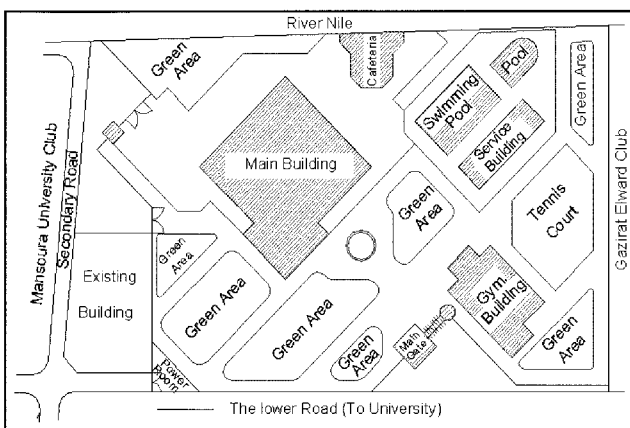 River Nile
Green
Area
Cafeteria
Pool
Green Area
Swimming
Pool
Service
Building
Main Building
Mansoura University Club
Secondary Road
Gazirat Elward Club
Green
Area
Tennis
Court
Green
Area
Existing
Building
Green Area
Green Area
Gym.
Building
Main
Gate
Green
Area
Green
Area
Power
Room
The lower Road (To University)